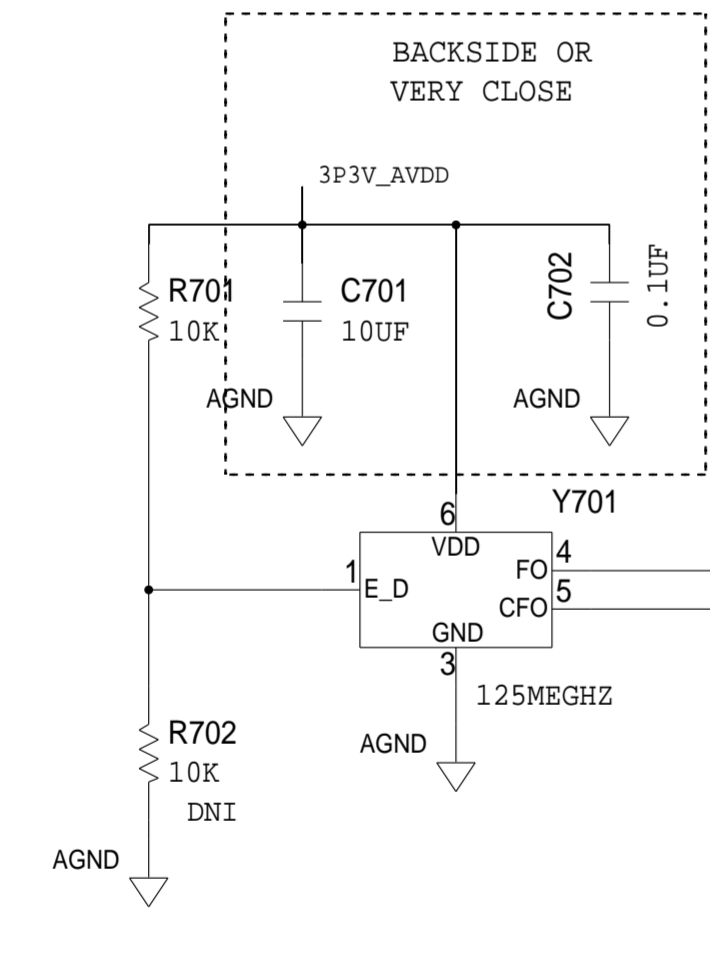 BACKSIDE OR
VERY CLOSE
3P3V_AVDD
R701
10K
C701
10UF
C702
0.1UF
AGND
AGND
Y701
6
VDD
1
E_D
FO
4
CFO
5
GND
3
125MEGHZ
AGND
R702
10K
DNI
AGND